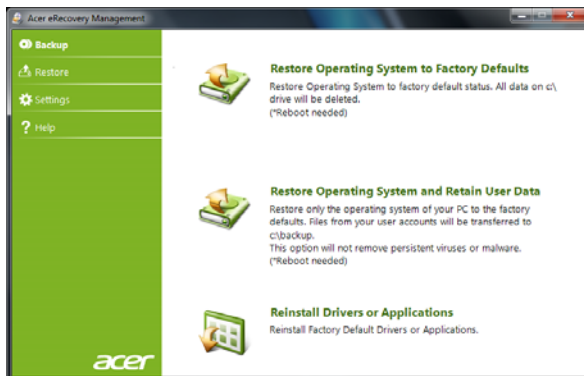 Acer eRecovery Management
Backup
Restore
Settings
? Help
Restore Operating System to Factory Defaults
Restore Operating System to factory default status. All data on c:\
drive will be deleted.
(*Reboot needed)
Restore Operating System and Retain User Data
Restore only the operating system of your PC to the factory
defaults. Files from your user accounts will be transferred to
c:\backup.
This option will not remove persistent viruses or malware.
(*Reboot needed)
Reinstall Drivers or Applications
Reinstall Factory Default Drivers or Applications.
acer